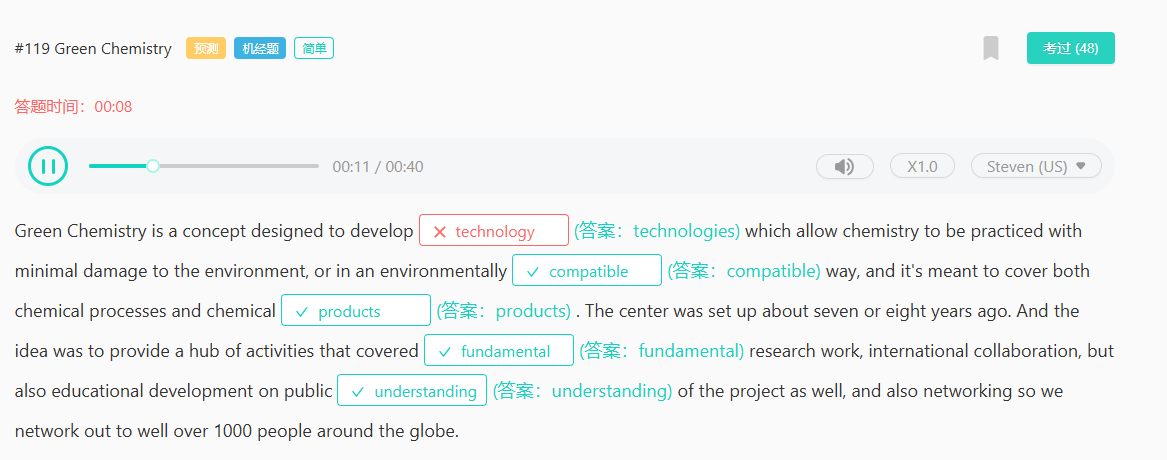 #119 Green Chemistry 预测 机经题 简单 考过 (48)
答题时间：00:08
00:11 / 00:40 X1.0 Steven (US)
Green Chemistry is a concept designed to develop technology (答案：technologies) which allow chemistry to be practiced with
minimal damage to the environment, or in an environmentally compatible (答案：compatible) way, and it's meant to cover both
chemical processes and chemical products (答案：products) . The center was set up about seven or eight years ago. And the
idea was to provide a hub of activities that covered fundamental (答案：fundamental) research work, international collaboration, but
also educational development on public understanding (答案：understanding) of the project as well, and also networking so we
network out to well over 1000 people around the globe.